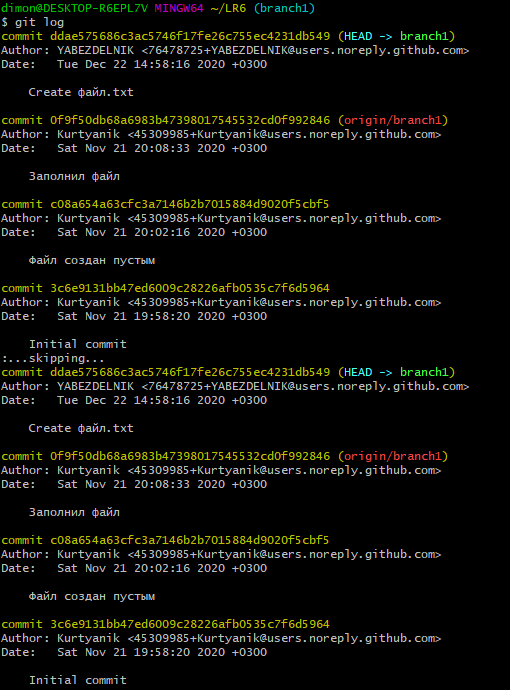 dimon@DESKTOP-R6EPL7V MINGW64 ~/LR6 (branch1)
$ git log
commit ddae575686c3ac5746f17fe26c755ec4231db549 (HEAD -> branch1)
Author: YABEZDELNIK <76478725+YABEZDELNIK@users.noreply.github.com>
Date:   Tue Dec 22 14:58:16 2020 +0300
    Create файл.txt
commit 0f9f50db68a6983b47398017545532cd0f992846 (origin/branch1)
Author: Kurtyanik <45309985+Kurtyanik@users.noreply.github.com>
Date:   Sat Nov 21 20:08:33 2020 +0300
    Заполнил файл
commit c08a654a63cfc3a7146b2b7015884d9020f5cbf5
Author: Kurtyanik <45309985+Kurtyanik@users.noreply.github.com>
Date:   Sat Nov 21 20:02:16 2020 +0300
    Файл создан пустым
commit 3c6e9131bb47ed6009c28226afb0535c7f6d5964
Author: Kurtyanik <45309985+Kurtyanik@users.noreply.github.com>
Date:   Sat Nov 21 19:58:20 2020 +0300
    Initial commit
:...skipping...
commit ddae575686c3ac5746f17fe26c755ec4231db549 (HEAD -> branch1)
Author: YABEZDELNIK <76478725+YABEZDELNIK@users.noreply.github.com>
Date:   Tue Dec 22 14:58:16 2020 +0300
    Create файл.txt
commit 0f9f50db68a6983b47398017545532cd0f992846 (origin/branch1)
Author: Kurtyanik <45309985+Kurtyanik@users.noreply.github.com>
Date:   Sat Nov 21 20:08:33 2020 +0300
    Заполнил файл
commit c08a654a63cfc3a7146b2b7015884d9020f5cbf5
Author: Kurtyanik <45309985+Kurtyanik@users.noreply.github.com>
Date:   Sat Nov 21 20:02:16 2020 +0300
    Файл создан пустым
commit 3c6e9131bb47ed6009c28226afb0535c7f6d5964
Author: Kurtyanik <45309985+Kurtyanik@users.noreply.github.com>
Date:   Sat Nov 21 19:58:20 2020 +0300
    Initial commit